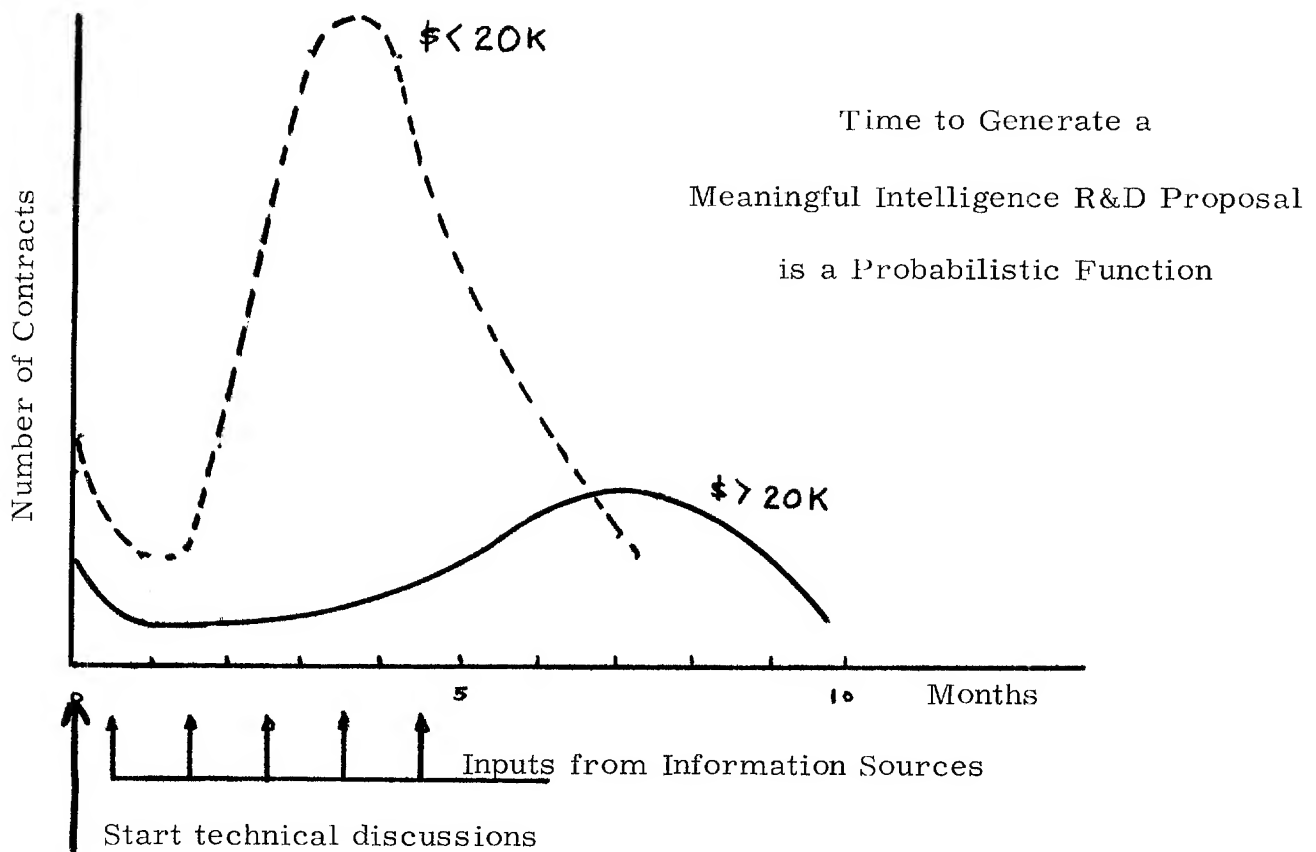 $< 20K
Time to Generate a
Meaningful Intelligence R&D Proposal
is a Probabilistic Function
Number of Contracts
$> 20K
0 5 10 Months
Inputs from Information Sources
Start technical discussions